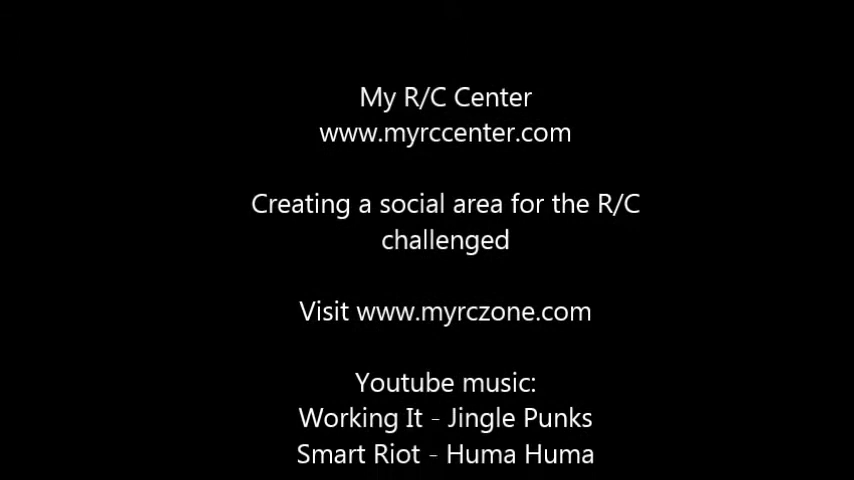 My R/C Center
www.myrccenter.com
Creating a social area for the R/C
challenged
Visit www.myrczone.com
Youtube music:
Working It - Jingle Punks
Smart Riot - Huma Huma